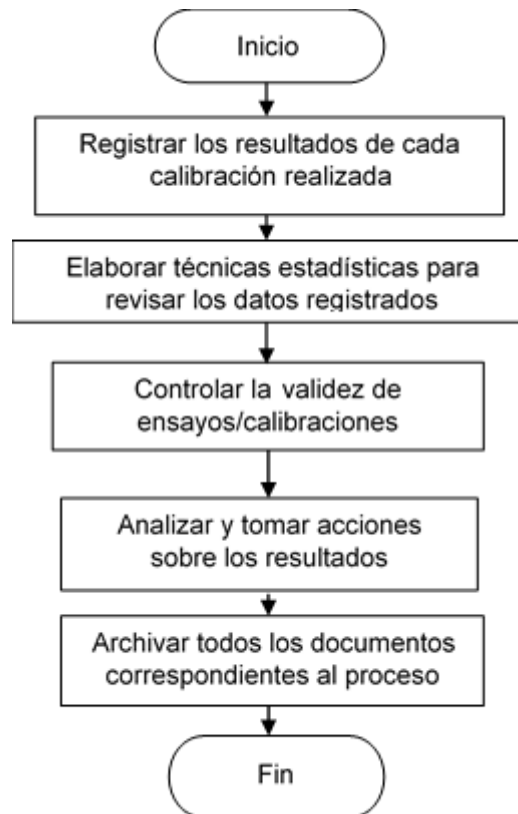 Inicio
Registrar los resultados de cada
calibración realizada
Elaborar técnicas estadísticas para
revisar los datos registrados
Controlar la validez de
ensayos/calibraciones
Analizar y tomar acciones
sobre los resultados
Archivar todos los documentos
correspondientes al proceso
Fin